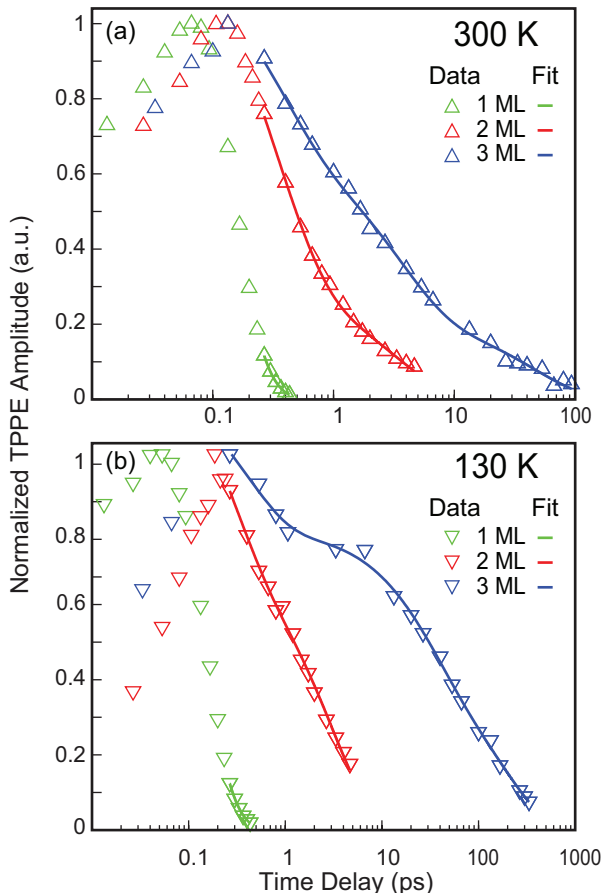 (a)
300 K
Data Fit
1 ML
2 ML
3 ML
1
0.8
0.6
0.4
0.2
0
0.1 1 10 100
Normalized TPPE Amplitude (a.u.)
(b)
130 K
Data Fit
1 ML
2 ML
3 ML
1
0.8
0.6
0.4
0.2
0
0.1 1 10 100 1000
Time Delay (ps)